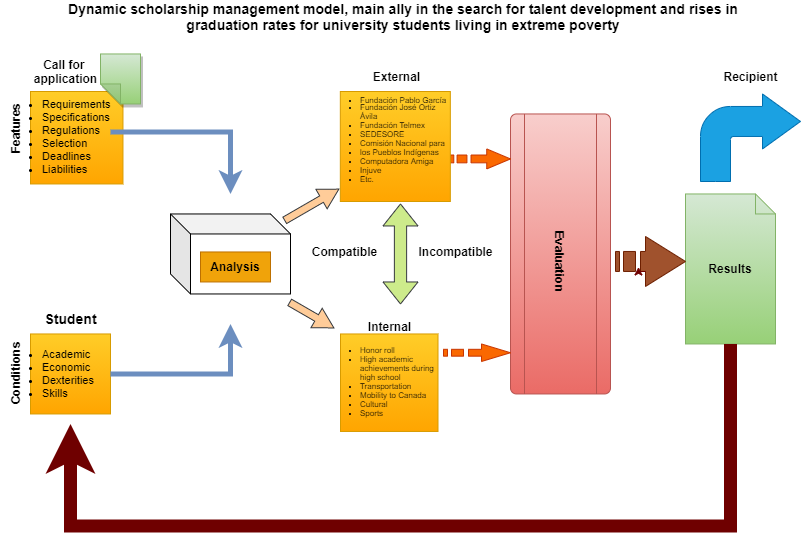 Dynamic scholarship management model, main ally in the search for talent development and rises in
graduation rates for university students living in extreme poverty
Call for
application
Features
• Requirements
• Specifications
• Regulations
• Selection
• Deadlines
• Liabilities
External
• Fundación Pablo García
• Fundación José Ortiz
Ávila
• Fundación Telmex
• SEDESORE
• Comisión Nacional para
• los Pueblos Indígenas
• Computadora Amiga
• Injuve
• Etc.
Recipient
Analysis
Compatible
Incompatible
Evaluation
Results
Student
Conditions
• Academic
• Economic
• Dexterities
• Skills
Internal
• Honor roll
• High academic
achievements during
high school
• Transportation
• Mobility to Canada
• Cultural
• Sports